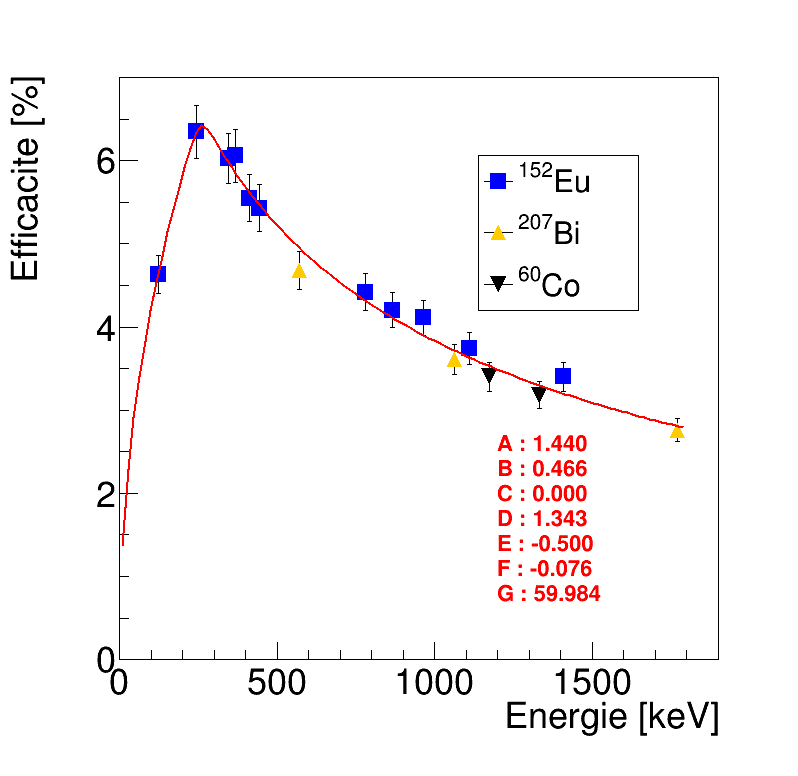 Efficacite [%]
6
4
2
0
¹⁵²Eu
²⁰⁷Bi
⁶⁰Co
A : 1.440
B : 0.466
C : 0.000
D : 1.343
E : -0.500
F : -0.076
G : 59.984
0 500 1000 1500
Energie [keV]